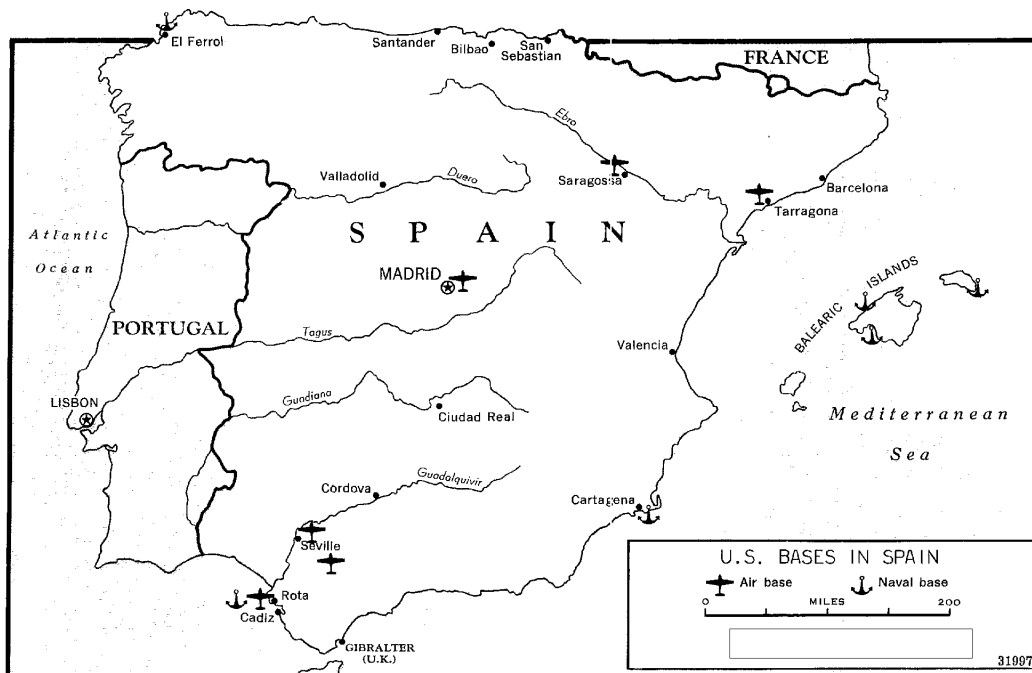 El Ferrol
Santander
Bilbao
San
Sebastian
FRANCE
Ebro
Saragossa
Valladolid
Duero
Barcelona
Tarragona
Atlantic
Ocean
SPAIN
MADRID
BALEARIC ISLANDS
PORTUGAL
Tagus
Valencia
LISBON
Guadiana
Ciudad Real
Mediterranean
Sea
Guadalquivir
Cordova
Cartagena
Seville
Rota
Cadiz
GIBRALTER
(U.K.)
U.S. BASES IN SPAIN
Air base
Naval base
0 MILES 200
31997